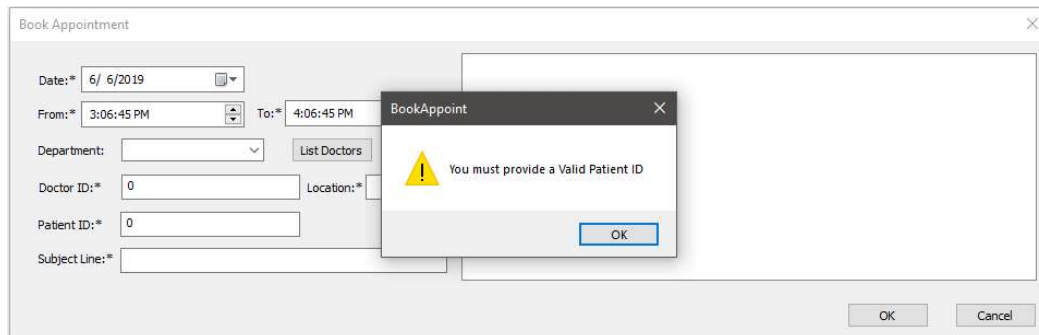 Book Appointment
Date:* 6/ 6/2019
From:* 3:06:45 PM To:* 4:06:45 PM
Department: List Doctors
Doctor ID:* 0 Location:*
Patient ID:* 0
Subject Line:*
BookAppoint
You must provide a Valid Patient ID
OK
OK Cancel